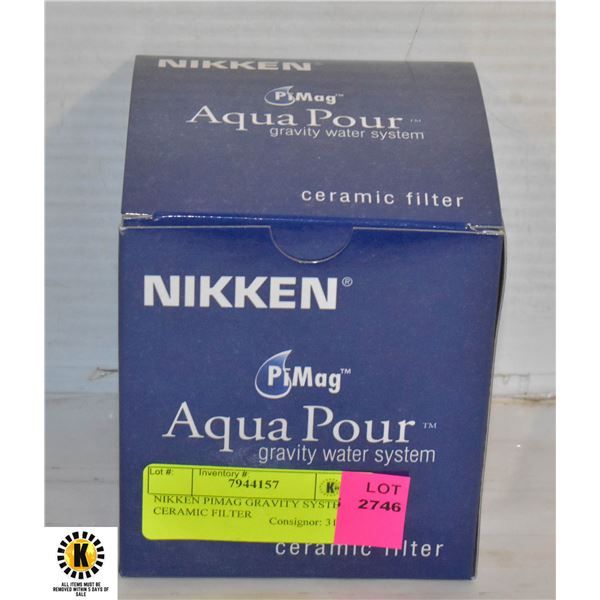 NIKKEN
PiMag™
Aqua Pour™
gravity water system
ceramic filter
NIKKEN®
PiMag™
Aqua Pour™
gravity water system
Lot #: Inventory #:
7944157
K
LOT
2746
NIKKEN PIMAG GRAVITY
CERAMIC FILTER
Consignor:
ceramic filter
K
ALL ITEMS MUST BE
REMOVED WITHIN 5 DAYS OF
SALE